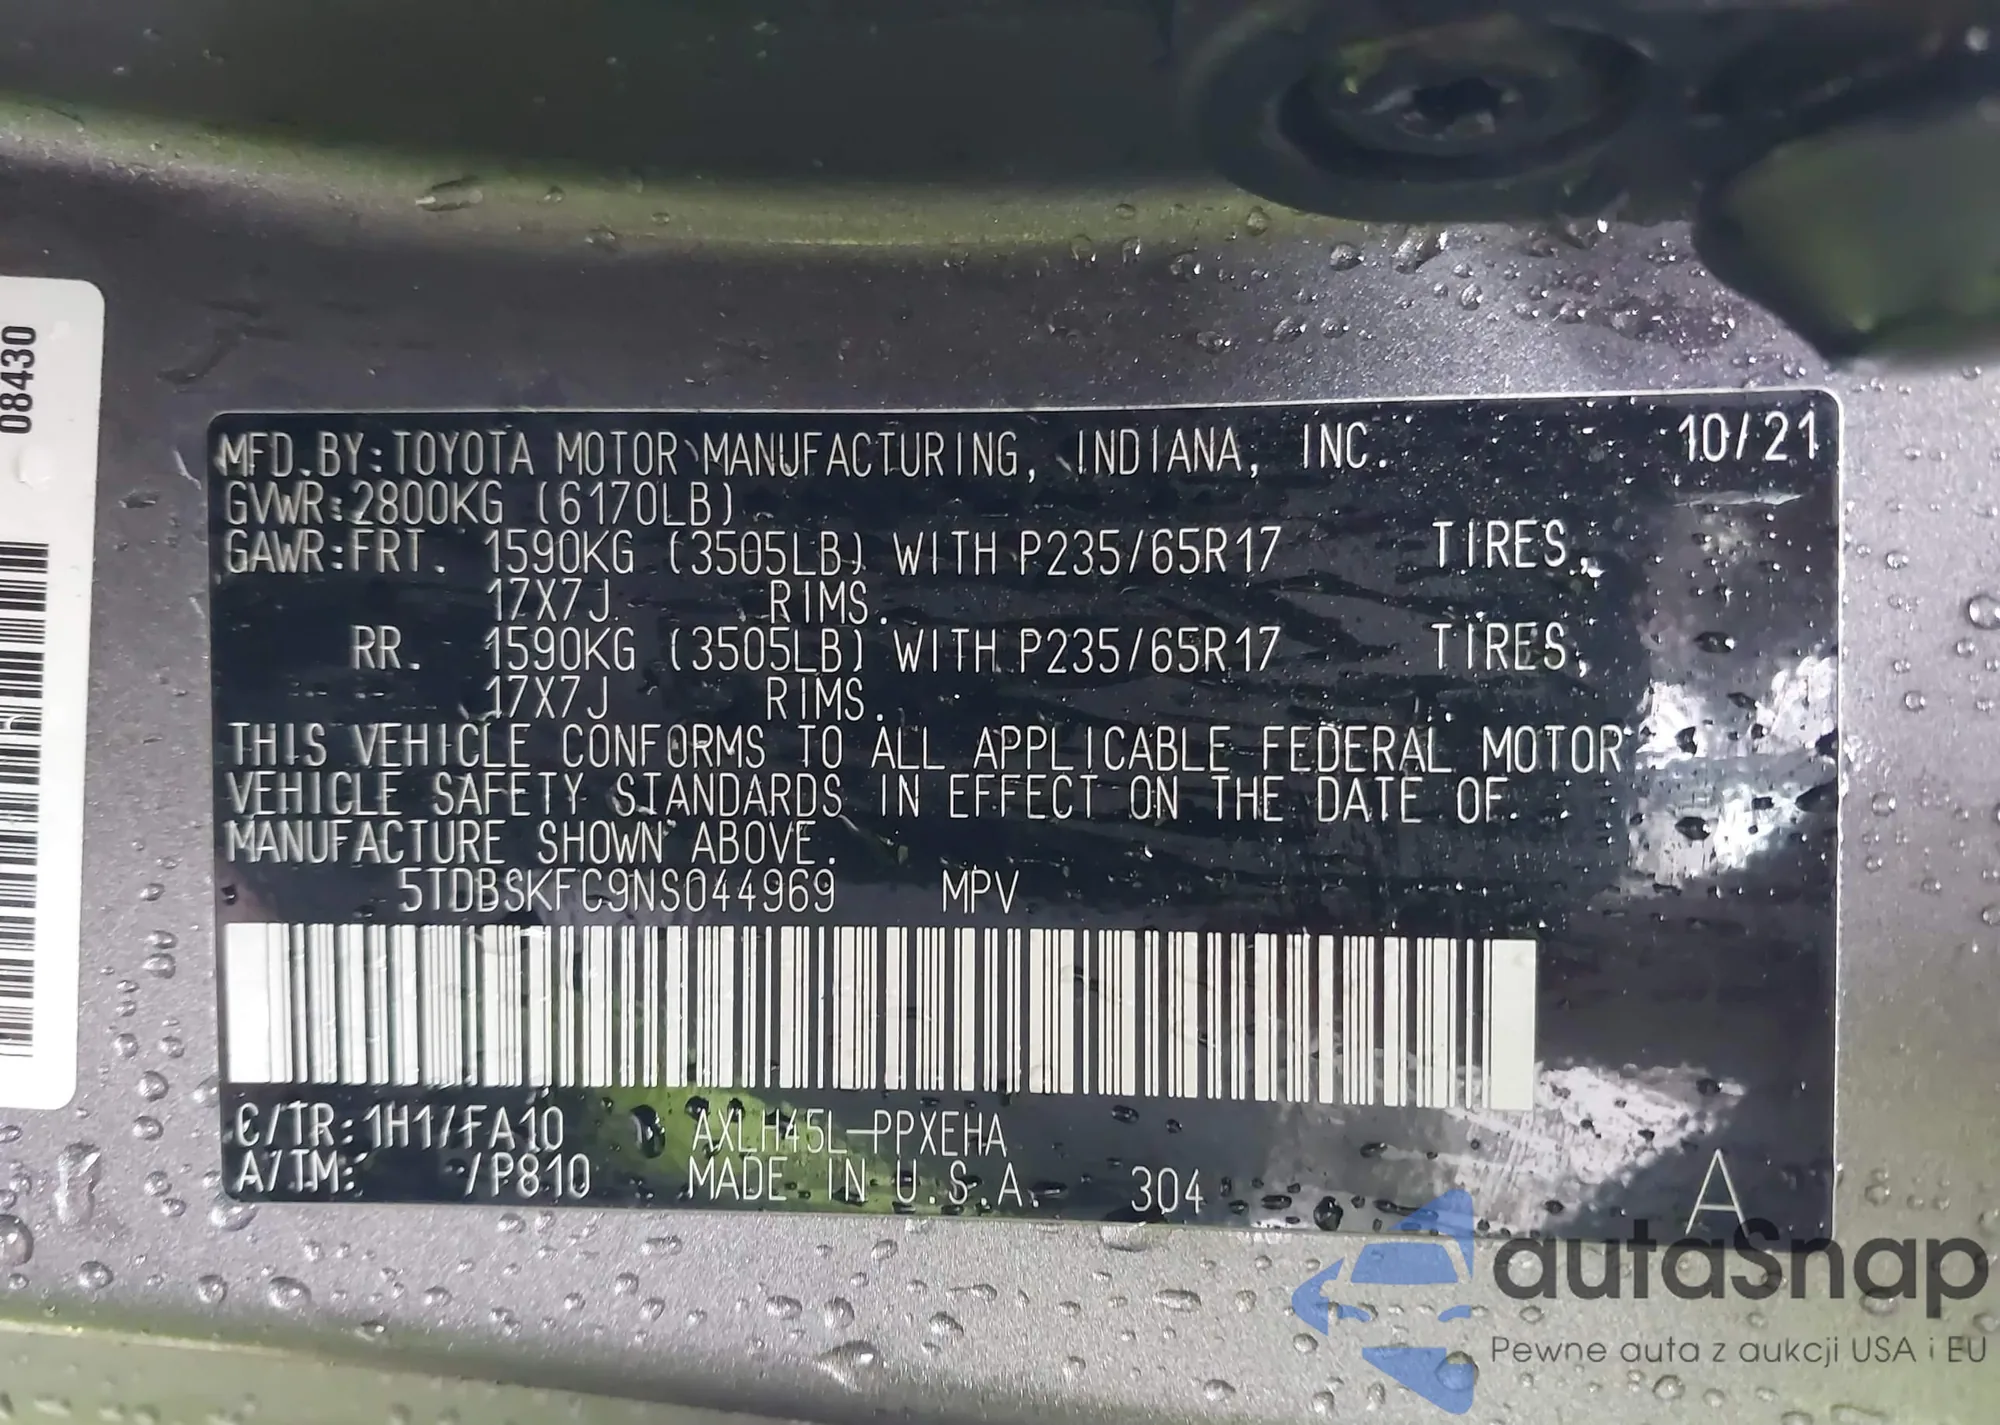 08430
MFD.BY:TOYOTA MOTOR MANUFACTURING, INDIANA, INC. 10/21
GVWR:2800KG (6170LB)
GAWR:FRT. 1590KG (3505LB) WITH P235/65R17 TIRES,
17X7J RIMS.
RR. 1590KG (3505LB) WITH P235/65R17 TIRES,
17X7J RIMS.
THIS VEHICLE CONFORMS TO ALL APPLICABLE FEDERAL MOTOR
VEHICLE SAFETY STANDARDS IN EFFECT ON THE DATE OF
MANUFACTURE SHOWN ABOVE.
5TDBSKFC9NS044969 MPV
C/TR:1H1/FA10 AXLH45L-PPXEHA
A/TM: /P810 MADE IN U.S.A. 304 A
autaSnap
Pewne auta z aukcji USA i EU